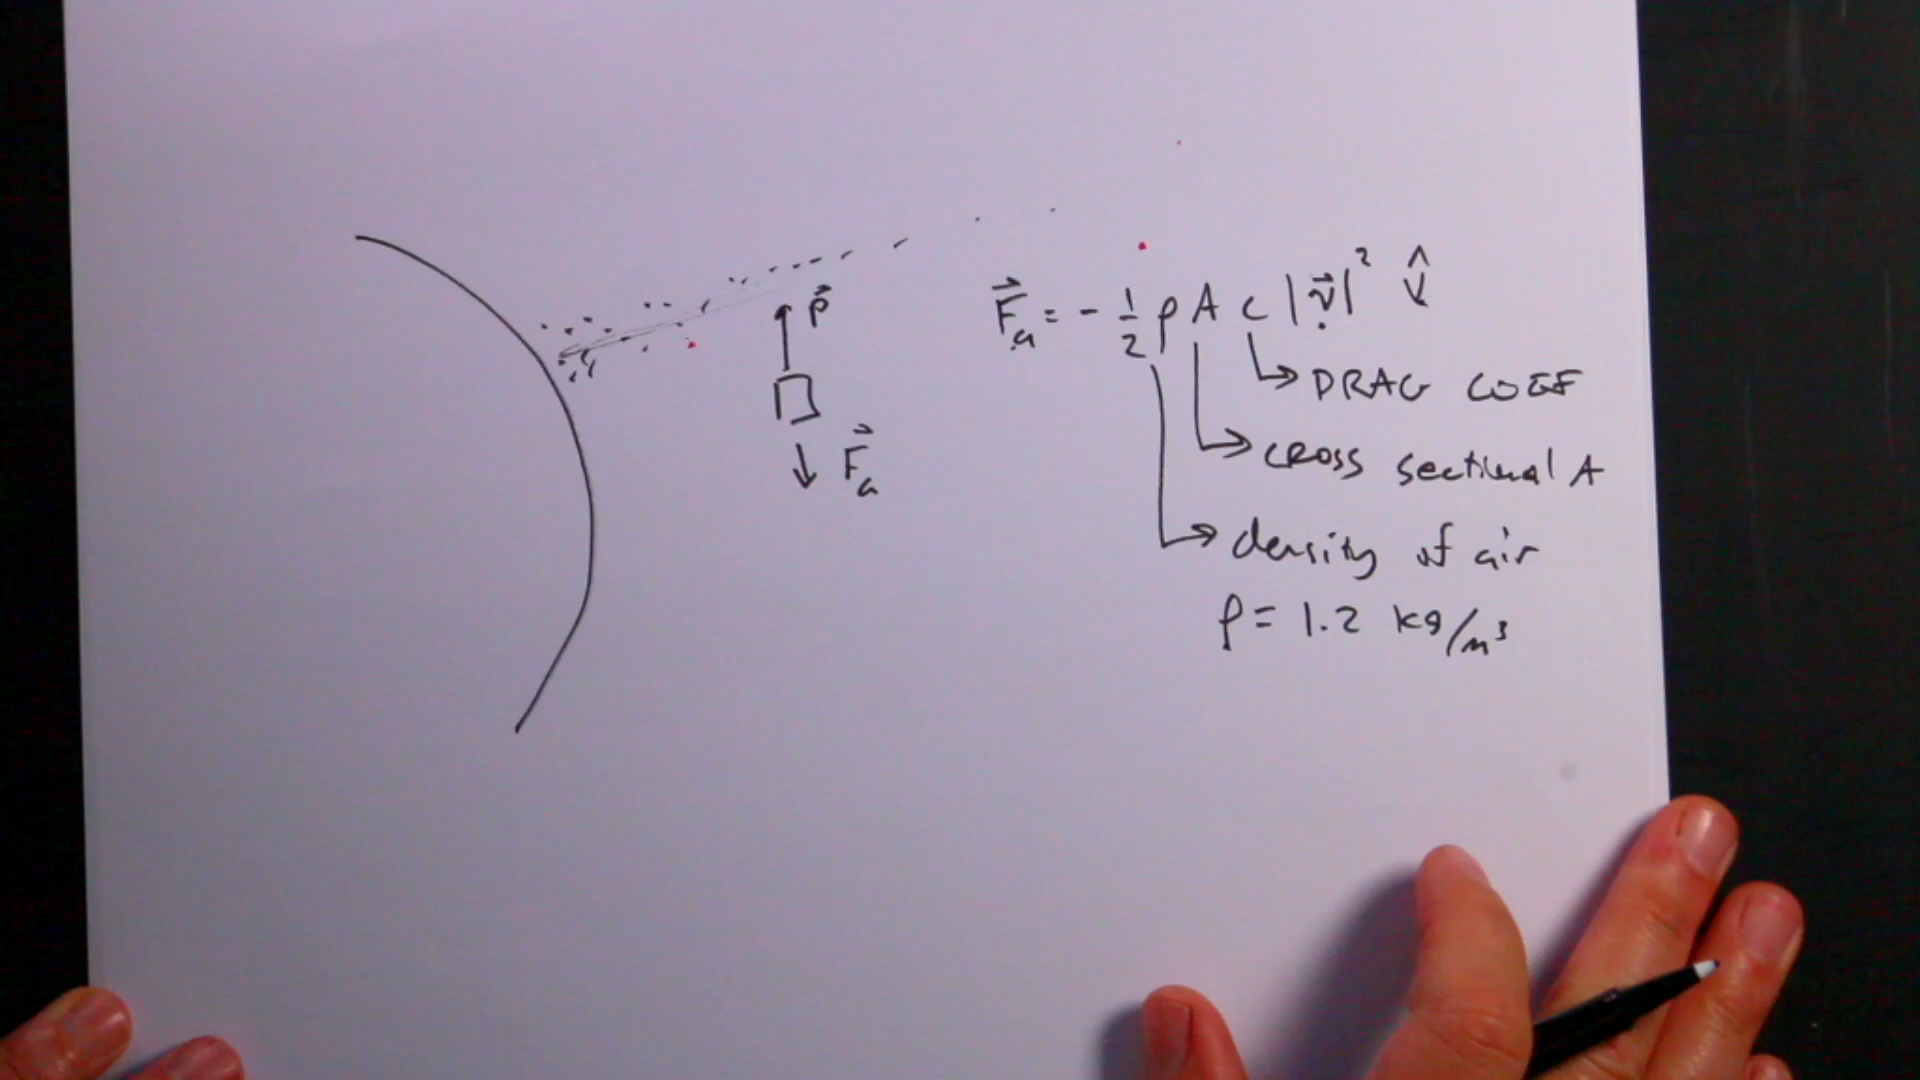 p⃗
F⃗a
F⃗a = - 1/2 ρ A c |v⃗|² v̂
DRAG COEF
CROSS sectional A
density of air
ρ = 1.2 kg/m³